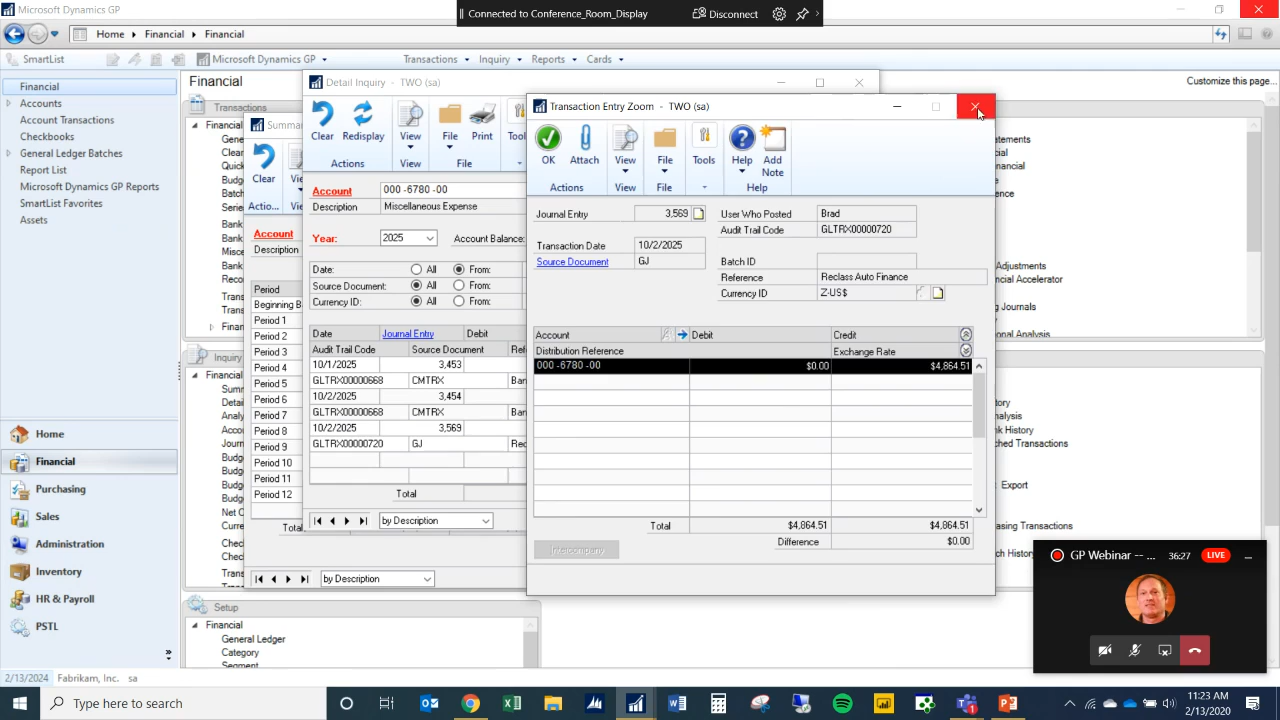 Microsoft Dynamics GP
Connected to Conference_Room_Display
Disconnect
Home
Financial
Financial
SmartList
Microsoft Dynamics GP
Transactions
Inquiry
Reports
Cards
Financial
Accounts
Account Transactions
Checkbooks
General Ledger Batches
Report List
Microsoft Dynamics GP Reports
SmartList Favorites
Assets
Home
Financial
Purchasing
Sales
Administration
Inventory
HR & Payroll
PSTL
Financial
Customize this page...
Transactions
Financial
Inquiry
Financial
Setup
Financial
General Ledger
Category
Segment
Clear
Account
Description
Period
Beginning B
Period 1
Period 2
Period 3
Period 4
Period 5
Period 6
Period 7
Period 8
Period 9
Period 10
Period 11
Period 12
by Description
Detail Inquiry - TWO (sa)
Clear
Redisplay
View
File
Print
Actions
View
File
Account
000 -6780 -00
Description
Miscellaneous Expense
Year:
2025
Account Balance:
Date:
All
From:
Source Document:
All
From:
Currency ID:
All
From:
Date
Journal Entry
Debit
Audit Trail Code
Source Document
10/1/2025
3,453
GLTRX00000668
CMTRX
10/2/2025
3,454
GLTRX00000668
CMTRX
10/2/2025
3,569
GLTRX00000720
GJ
Total
by Description
Transaction Entry Zoom - TWO (sa)
OK
Attach
View
File
Tools
Help
Add
Note
Actions
View
File
Help
Journal Entry
3,569
User Who Posted
Brad
Audit Trail Code
GLTRX00000720
Transaction Date
10/2/2025
Source Document
GJ
Batch ID
Reference
Reclass Auto Finance
Currency ID
Z-US$
Account
Debit
Credit
Distribution Reference
Exchange Rate
000 -6780 -00
$0.00
$4,864.51
Total
$4,864.51
$4,864.51
Difference
$0.00
Intercompany
GP Webinar -- ...
36:27
LIVE
2/13/2024
Fabrikam, Inc.
sa
Type here to search
11:23 AM
2/13/2020